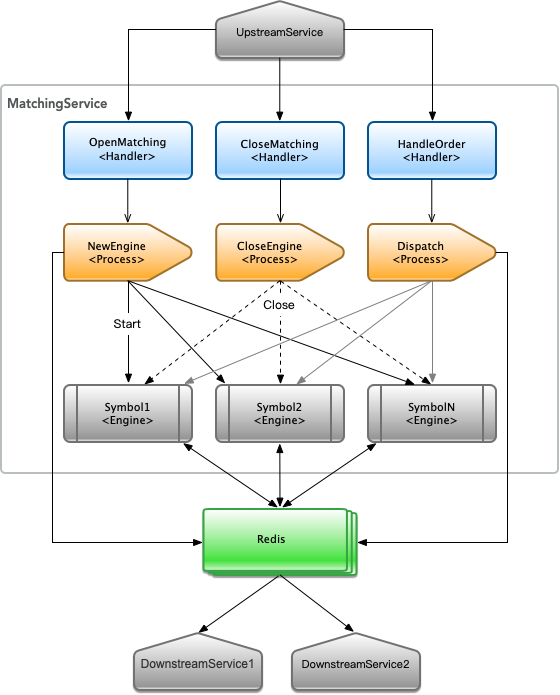 UpstreamService
MatchingService
OpenMatching
<Handler>
CloseMatching
<Handler>
HandleOrder
<Handler>
NewEngine
<Process>
CloseEngine
<Process>
Dispatch
<Process>
Close
Start
Symbol1
<Engine>
Symbol2
<Engine>
SymbolN
<Engine>
Redis
DownstreamService1
DownstreamService2